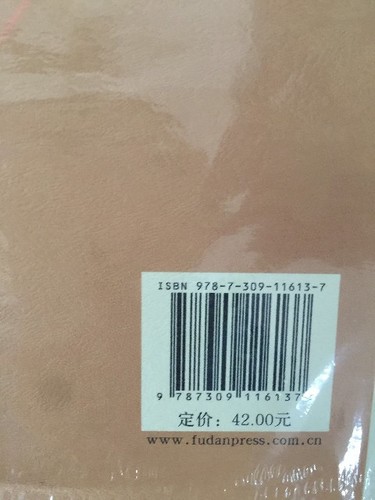 ISBN 978-7-309-11613-7
9 787309 116137
定价：42.00元
www.fudanpress.com.cn